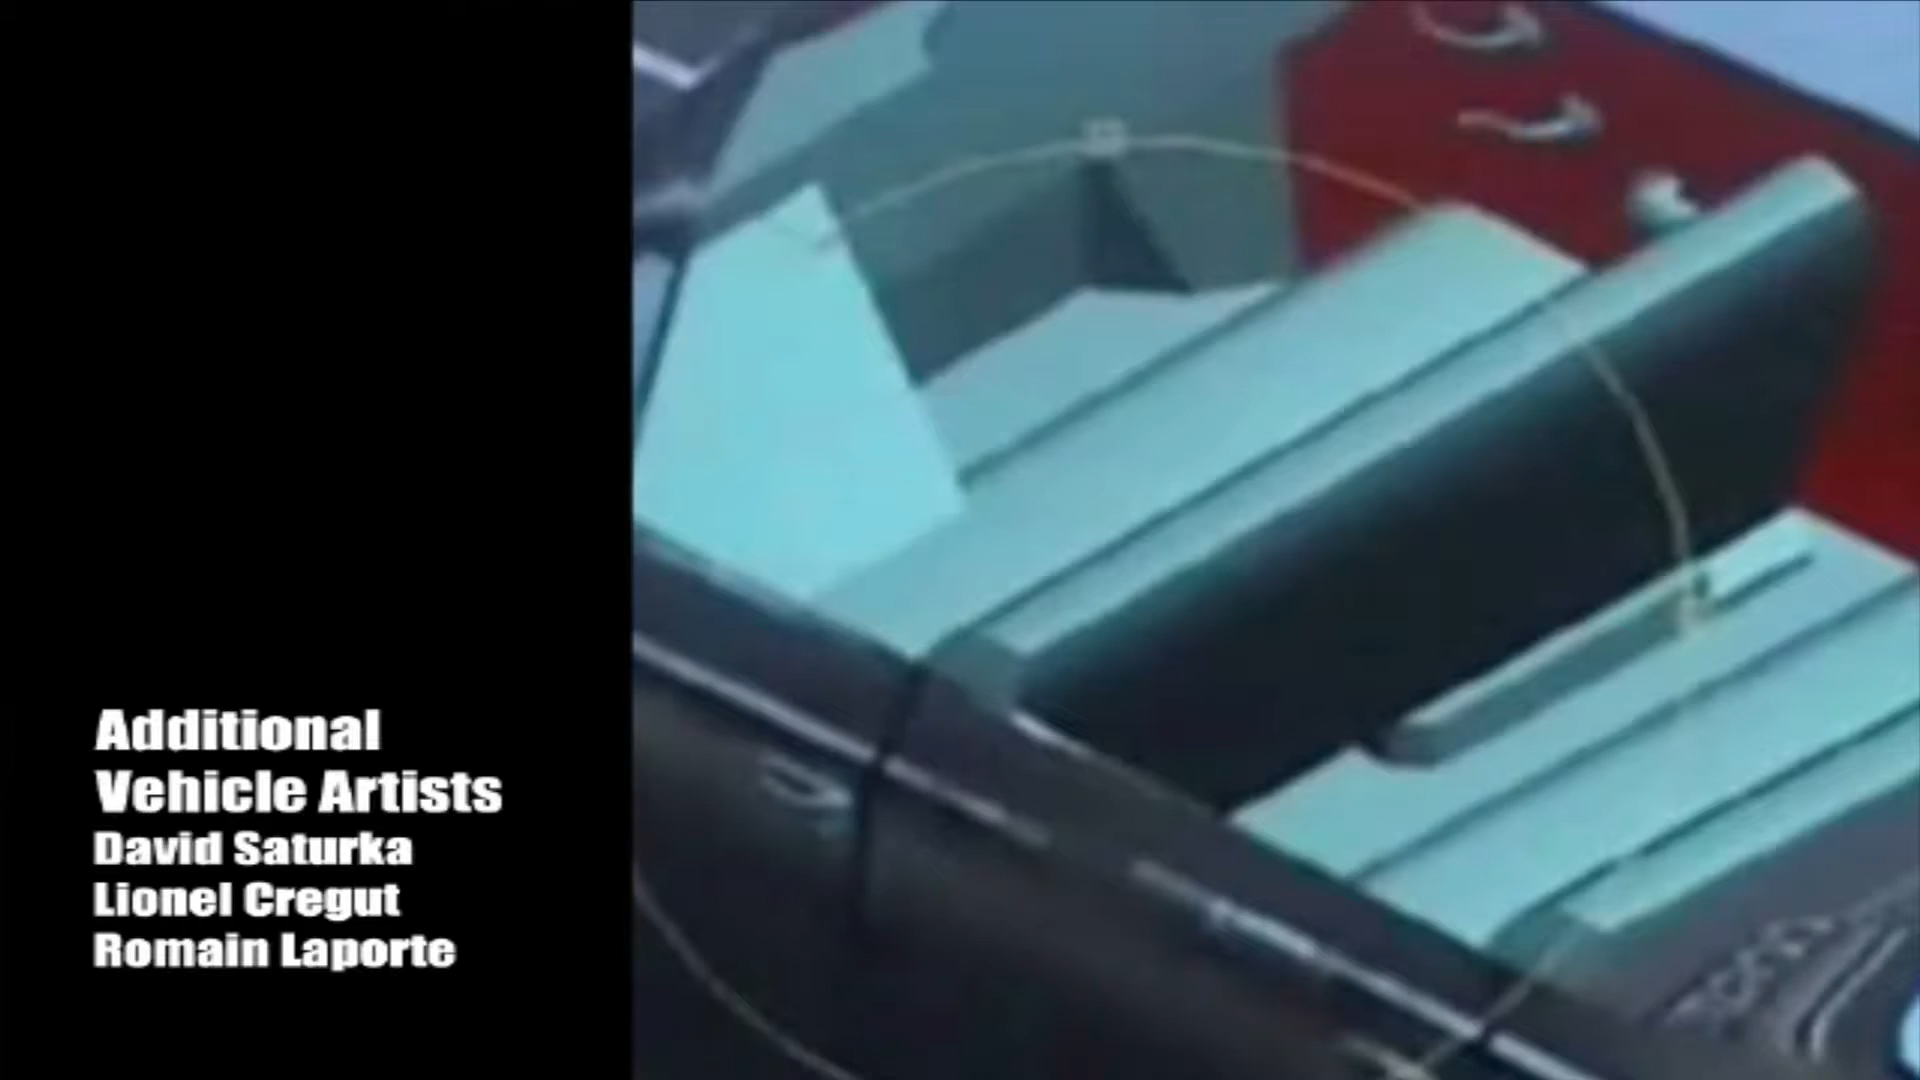 Additional
Vehicle Artists
David Saturka
Lionel Cregut
Romain Laporte